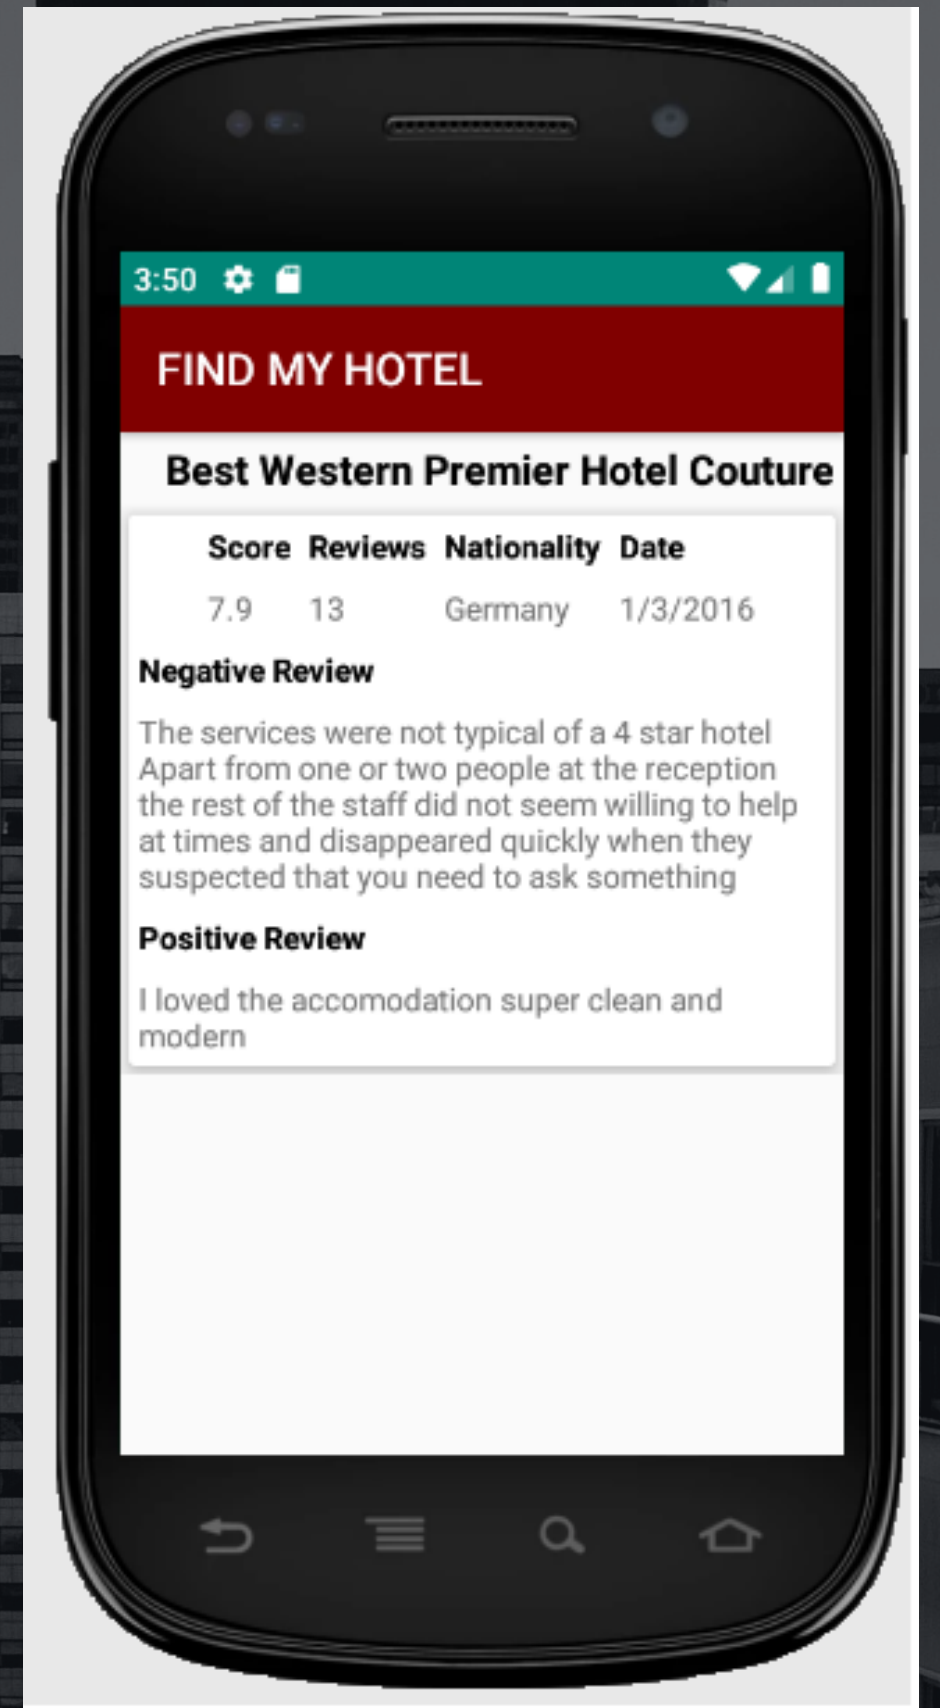 3:50
FIND MY HOTEL
Best Western Premier Hotel Couture
Score Reviews Nationality Date
7.9 13 Germany 1/3/2016
Negative Review
The services were not typical of a 4 star hotel
Apart from one or two people at the reception
the rest of the staff did not seem willing to help
at times and disappeared quickly when they
suspected that you need to ask something
Positive Review
I loved the accomodation super clean and
modern